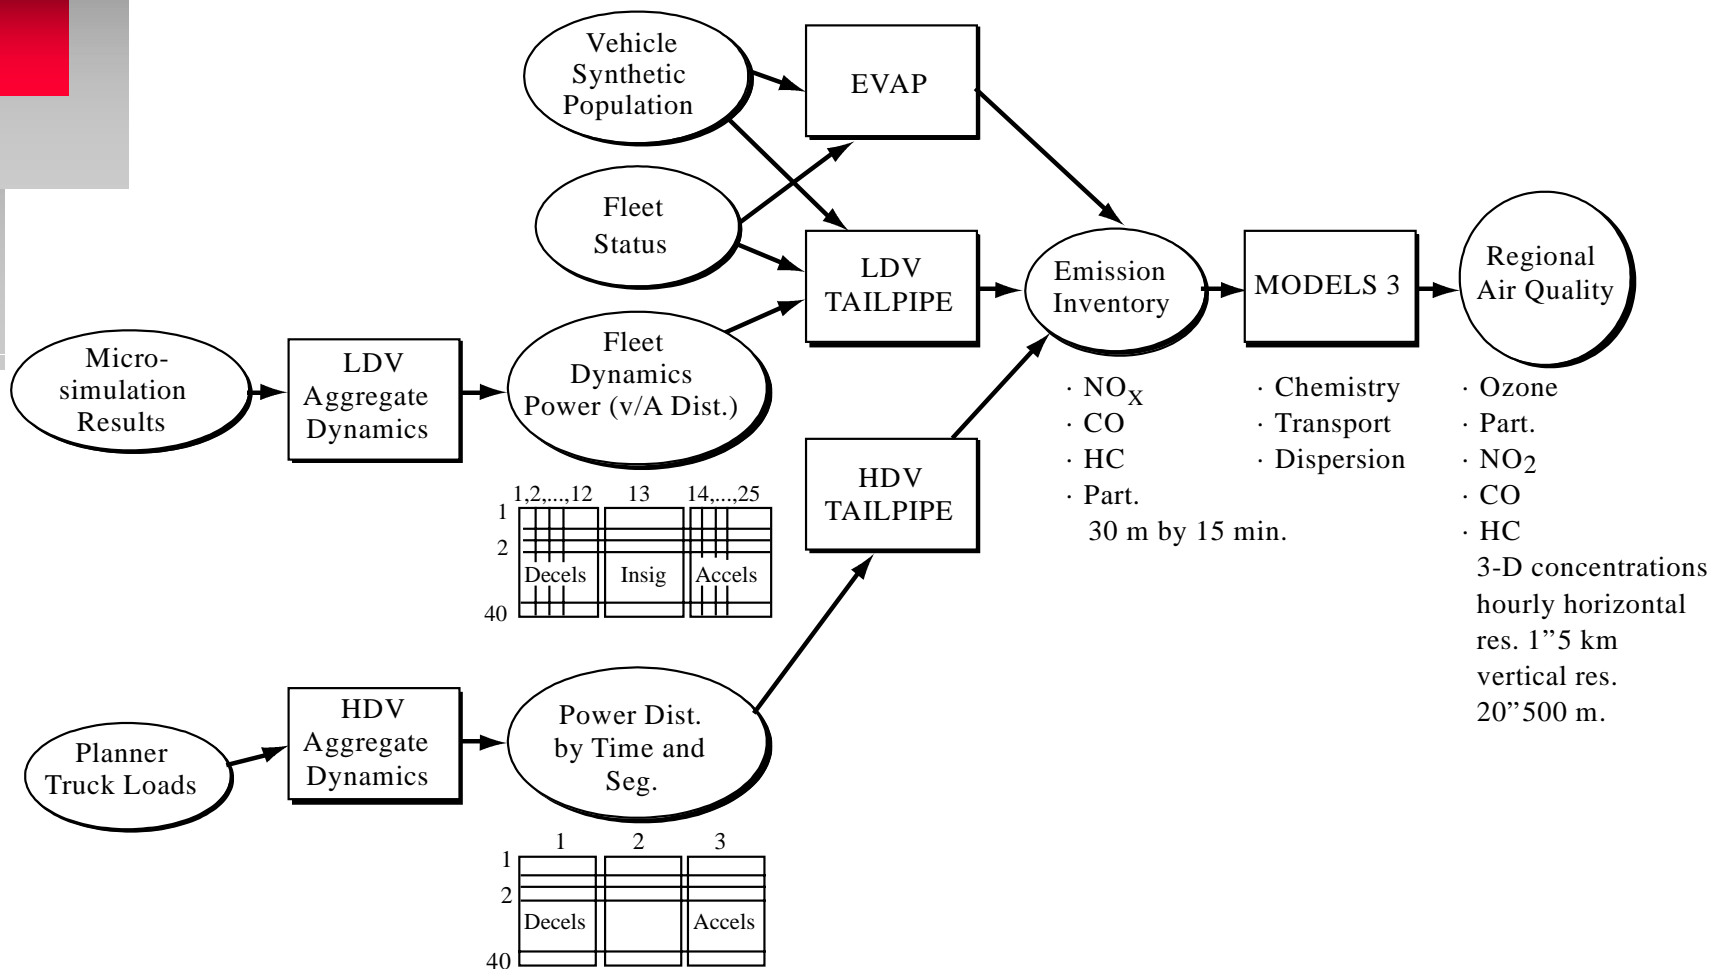 Vehicle
Synthetic
Population
EVAP
Fleet
Status
LDV
TAILPIPE
Emission
Inventory
MODELS 3
Regional
Air Quality
Micro-
simulation
Results
LDV
Aggregate
Dynamics
Fleet
Dynamics
Power (v/A Dist.)
· NOX
· CO
· HC
· Part.
30 m by 15 min.
· Chemistry
· Transport
· Dispersion
· Ozone
· Part.
· NO2
· CO
· HC
3-D concentrations
hourly horizontal
res. 1”5 km
vertical res.
20”500 m.
HDV
TAILPIPE
1,2,...,12 13 14,...,25
1
2
Decels Insig Accels
40
Planner
Truck Loads
HDV
Aggregate
Dynamics
Power Dist.
by Time and
Seg.
1 2 3
1
2
Decels Accels
40